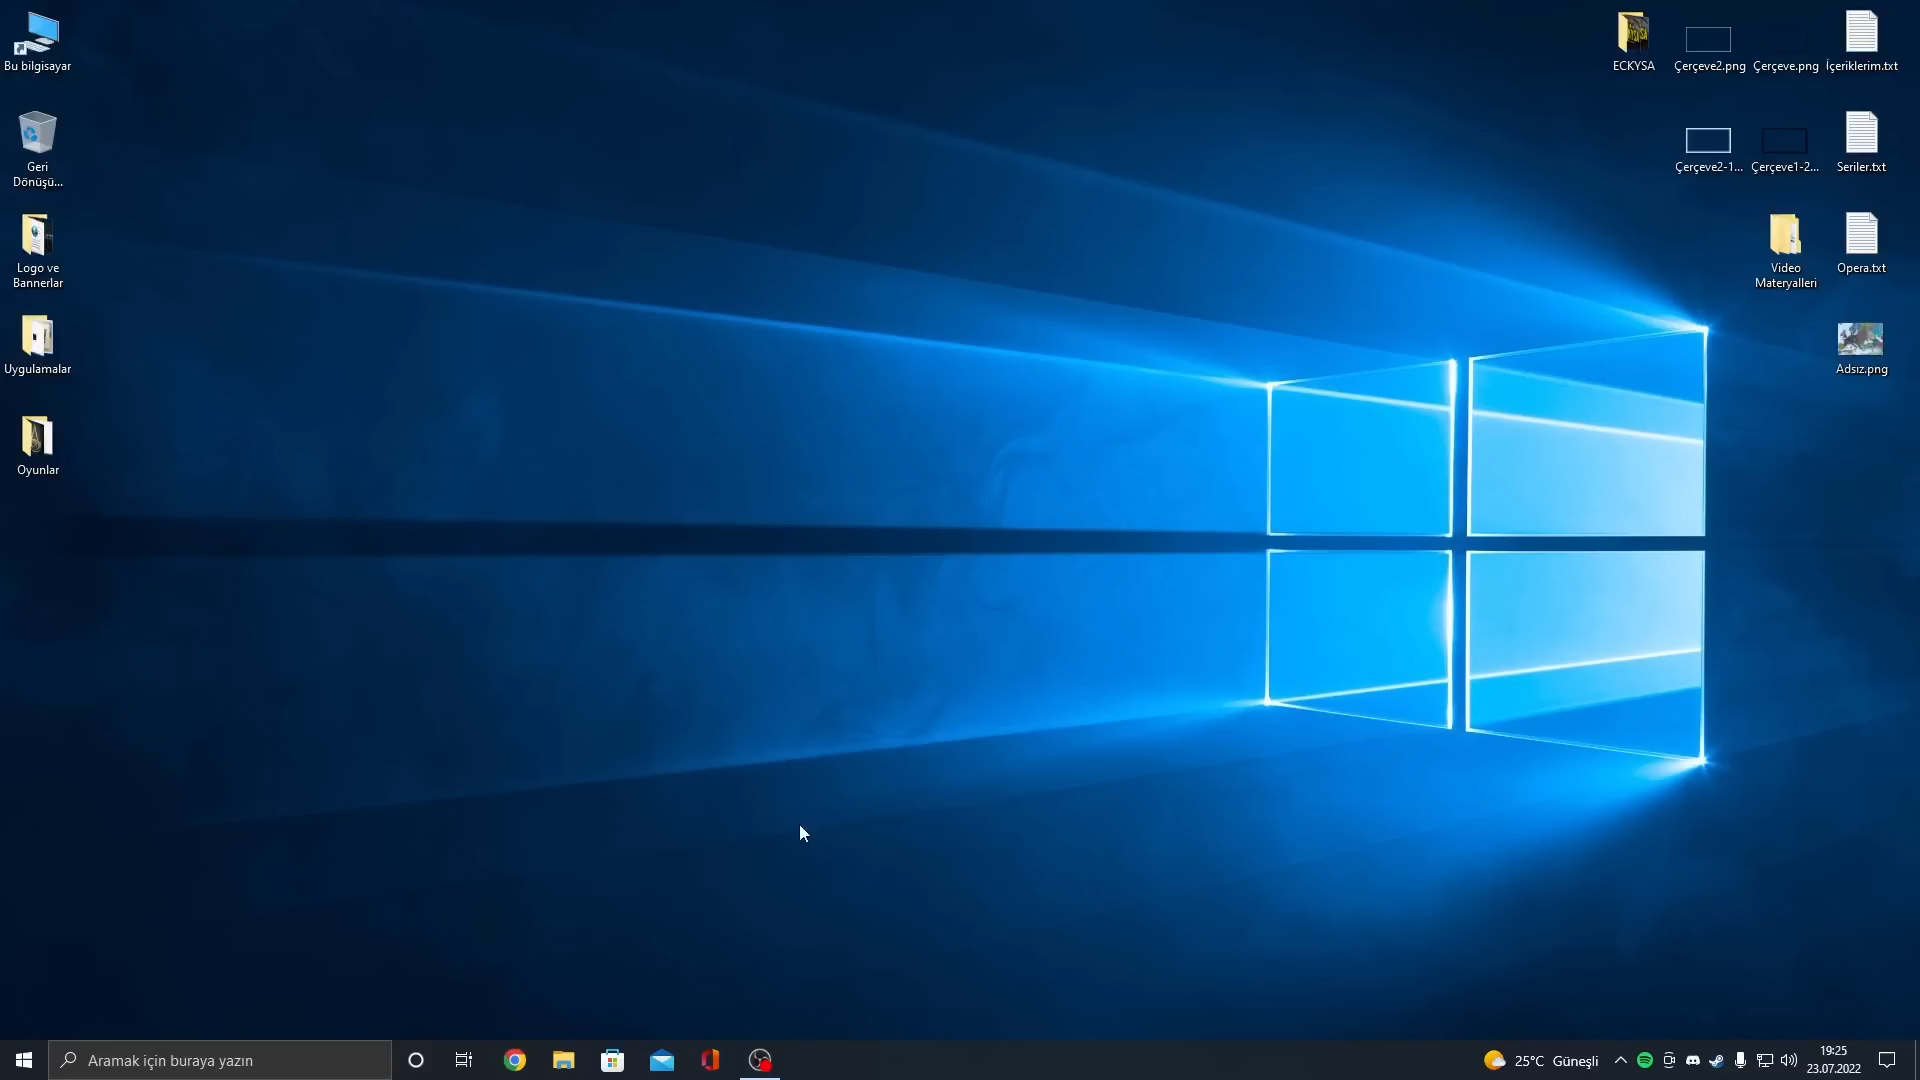 Bu bilgisayar
Geri
Dönüşü...
Logo ve
Bannerlar
Uygulamalar
Oyunlar
ECKYSA
Çerçeve2.png
Çerçeve.png
İçeriklerim.txt
Çerçeve2-1...
Çerçeve1-2...
Seriler.txt
Video
Materyalleri
Opera.txt
Adsız.png
Aramak için buraya yazın
25°C Güneşli
19:25
23.07.2022